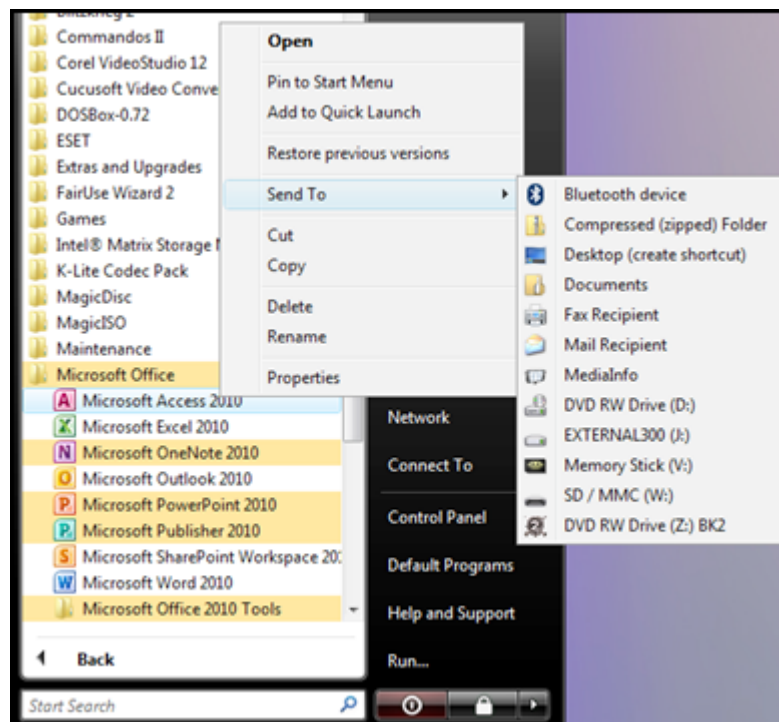 Blitzkrieg 2
Commandos II
Corel VideoStudio 12
Cucusoft Video Conve
DOSBox-0.72
ESET
Extras and Upgrades
FairUse Wizard 2
Games
Intel® Matrix Storage M
K-Lite Codec Pack
MagicDisc
MagicISO
Maintenance
Microsoft Office
Microsoft Access 2010
Microsoft Excel 2010
Microsoft OneNote 2010
Microsoft Outlook 2010
Microsoft PowerPoint 2010
Microsoft Publisher 2010
Microsoft SharePoint Workspace 20
Microsoft Word 2010
Microsoft Office 2010 Tools
Back
Start Search
Open
Pin to Start Menu
Add to Quick Launch
Restore previous versions
Send To
Cut
Copy
Delete
Rename
Properties
Bluetooth device
Compressed (zipped) Folder
Desktop (create shortcut)
Documents
Fax Recipient
Mail Recipient
MediaInfo
DVD RW Drive (D:)
EXTERNAL300 (J:)
Memory Stick (V:)
SD / MMC (W:)
DVD RW Drive (Z:) BK2
Network
Connect To
Control Panel
Default Programs
Help and Support
Run...